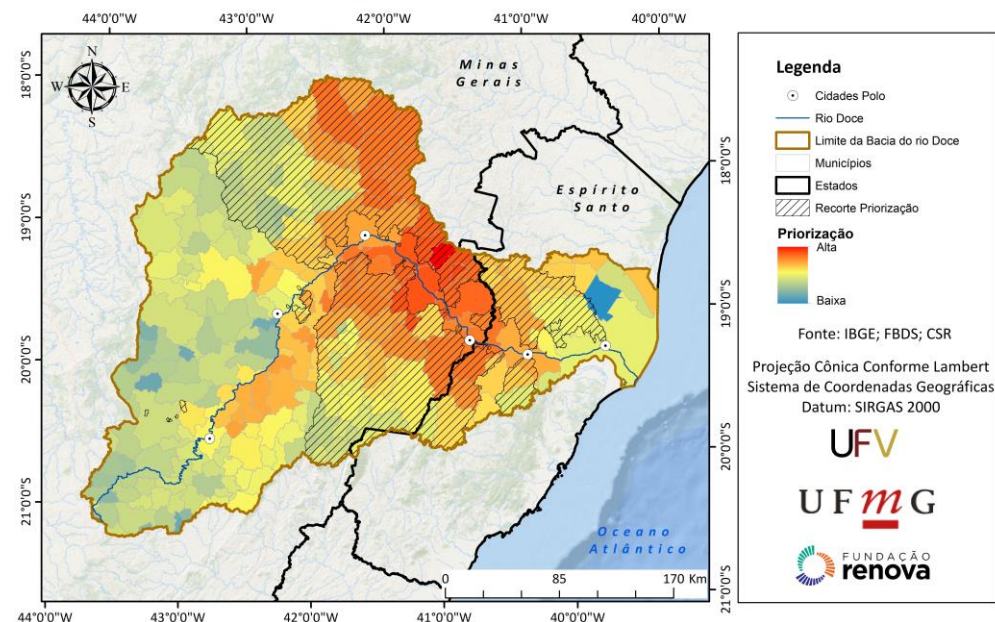 44°0'0"W 43°0'0"W 42°0'0"W 41°0'0"W 40°0'0"W
N
W E
S
Minas
Gerais
Espírito
Santo
Oceano
Atlântico
0 85 170 Km
18°0'0"S
19°0'0"S
20°0'0"S
21°0'0"S
18°0'0"S
19°0'0"S
20°0'0"S
21°0'0"S
44°0'0"W 43°0'0"W 42°0'0"W 41°0'0"W 40°0'0"W
Legenda
Cidades Polo
Rio Doce
Limite da Bacia do rio Doce
Municípios
Estados
Recorte Priorização
Priorização
Alta
Baixa
Fonte: IBGE; FBDS; CSR
Projeção Cônica Conforme Lambert
Sistema de Coordenadas Geográficas
Datum: SIRGAS 2000
UFV
UFmG
FUNDAÇÃO
renova